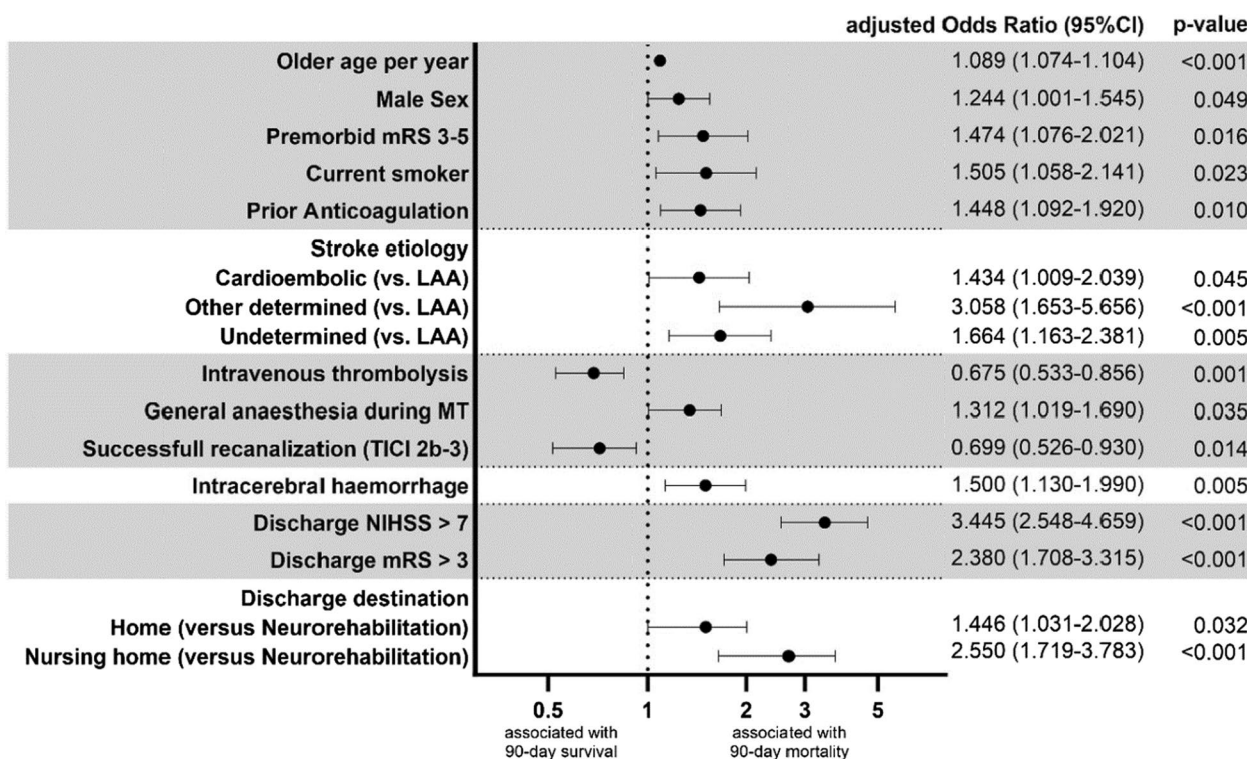 adjusted Odds Ratio (95%CI) p-value
Older age per year 1.089 (1.074-1.104) <0.001
Male Sex 1.244 (1.001-1.545) 0.049
Premorbid mRS 3-5 1.474 (1.076-2.021) 0.016
Current smoker 1.505 (1.058-2.141) 0.023
Prior Anticoagulation 1.448 (1.092-1.920) 0.010
Stroke etiology
Cardioembolic (vs. LAA) 1.434 (1.009-2.039) 0.045
Other determined (vs. LAA) 3.058 (1.653-5.656) <0.001
Undetermined (vs. LAA) 1.664 (1.163-2.381) 0.005
Intravenous thrombolysis 0.675 (0.533-0.856) 0.001
General anaesthesia during MT 1.312 (1.019-1.690) 0.035
Successfull recanalization (TICI 2b-3) 0.699 (0.526-0.930) 0.014
Intracerebral haemorrhage 1.500 (1.130-1.990) 0.005
Discharge NIHSS > 7 3.445 (2.548-4.659) <0.001
Discharge mRS > 3 2.380 (1.708-3.315) <0.001
Discharge destination
Home (versus Neurorehabilitation) 1.446 (1.031-2.028) 0.032
Nursing home (versus Neurorehabilitation) 2.550 (1.719-3.783) <0.001
0.5 1 2 3 5
associated with associated with
90-day survival 90-day mortality